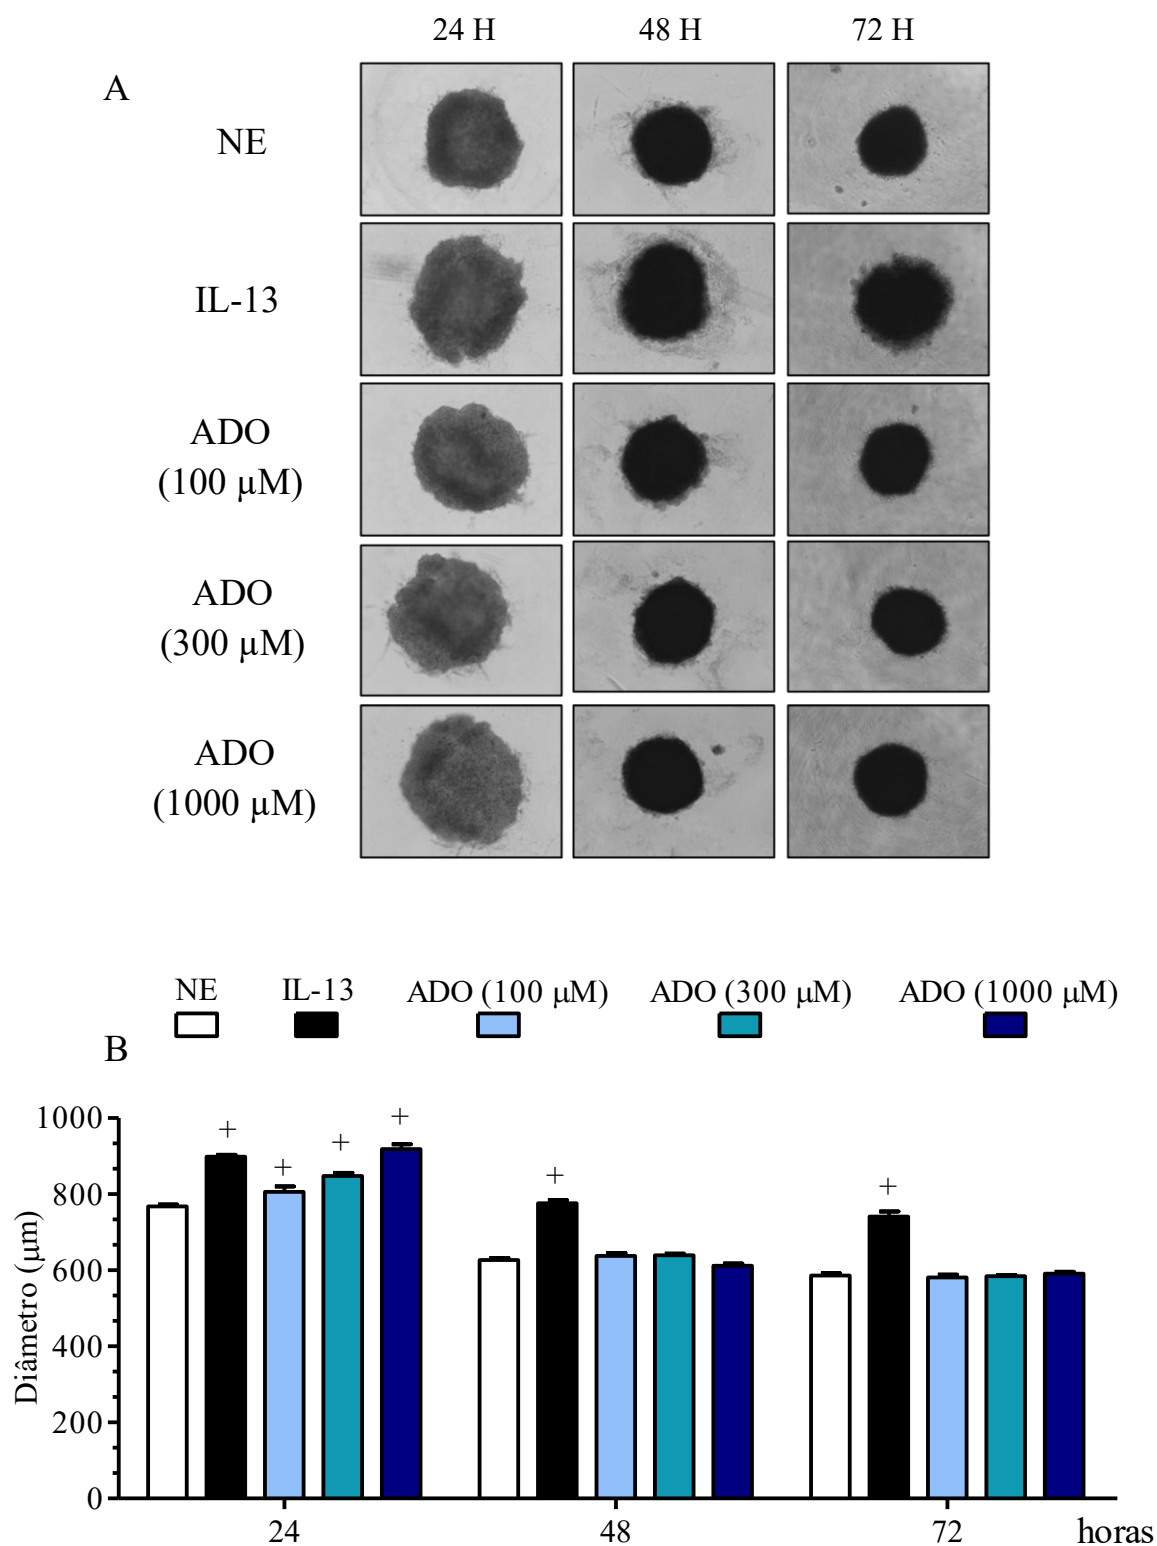 24 H 48 H 72 H
A
NE
IL-13
ADO
(100 µM)
ADO
(300 µM)
ADO
(1000 µM)
NE IL-13 ADO (100 µM) ADO (300 µM) ADO (1000 µM)
B
1000
800
600
400
200
0
Diâmetro (µm)
+ + + +
+
+
24 48 72 horas